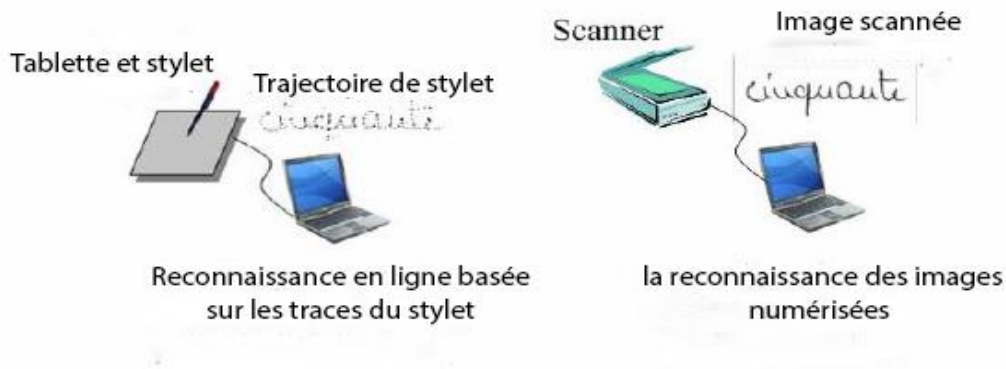 Tablette et stylet
Trajectoire de stylet
cinquante
Reconnaissance en ligne basée
sur les traces du stylet
Scanner
Image scannée
cinquante
la reconnaissance des images
numérisées